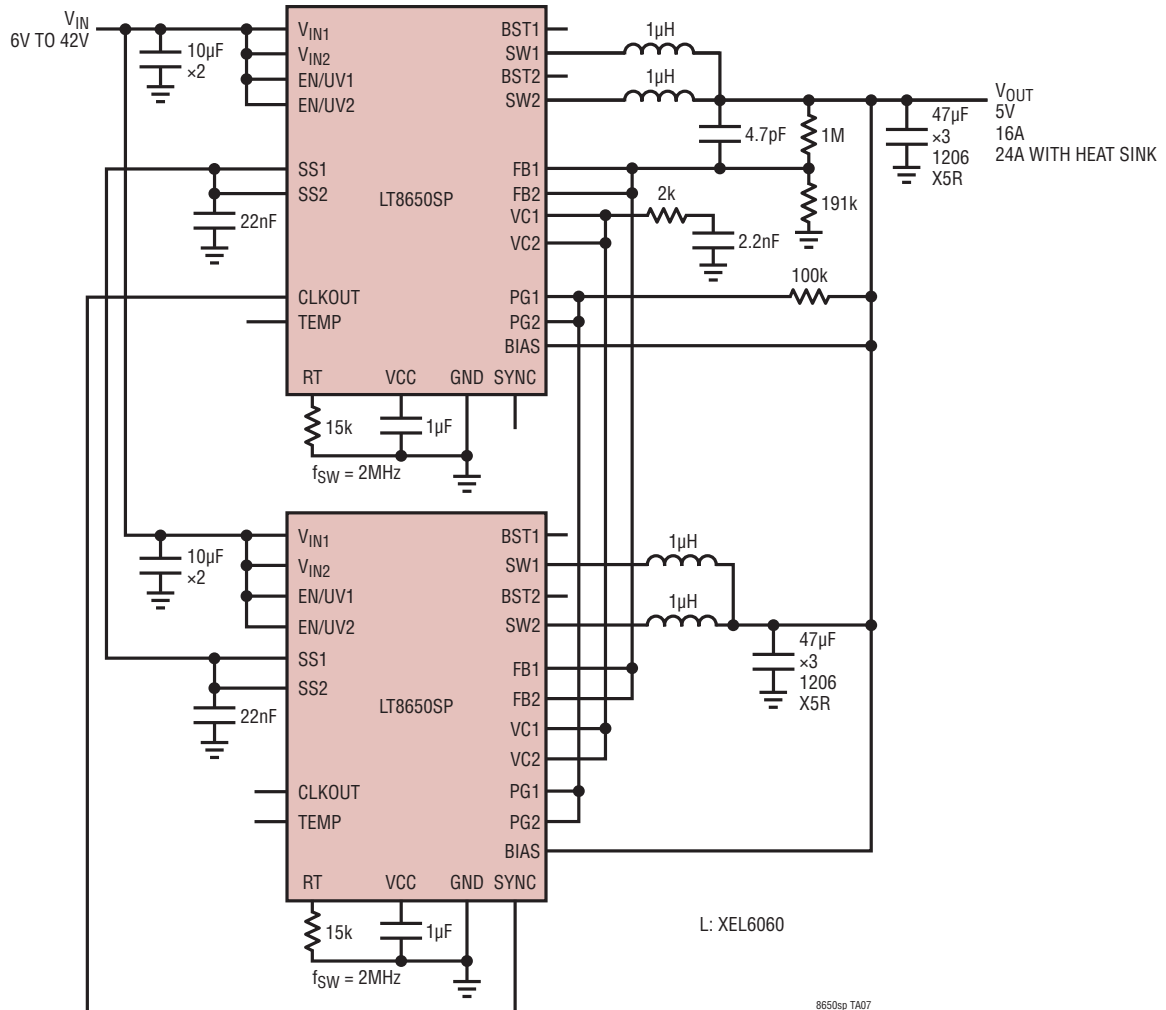 VIN
6V TO 42V
10µF
×2
VIN1
VIN2
EN/UV1
EN/UV2
SS1
SS2
22nF
CLKOUT
TEMP
LT8650SP
BST1
SW1
BST2
SW2
FB1
FB2
VC1
VC2
PG1
PG2
BIAS
RT
VCC
GND
SYNC
15k
1µF
fSW = 2MHz
1µH
1µH
4.7pF
1M
191k
2k
2.2nF
100k
47µF
×3
1206
X5R
VOUT
5V
16A
24A WITH HEAT SINK
10µF
×2
VIN1
VIN2
EN/UV1
EN/UV2
SS1
SS2
22nF
CLKOUT
TEMP
LT8650SP
BST1
SW1
BST2
SW2
FB1
FB2
VC1
VC2
PG1
PG2
BIAS
RT
VCC
GND
SYNC
15k
1µF
fSW = 2MHz
1µH
1µH
47µF
×3
1206
X5R
L: XEL6060
8650sp TA07